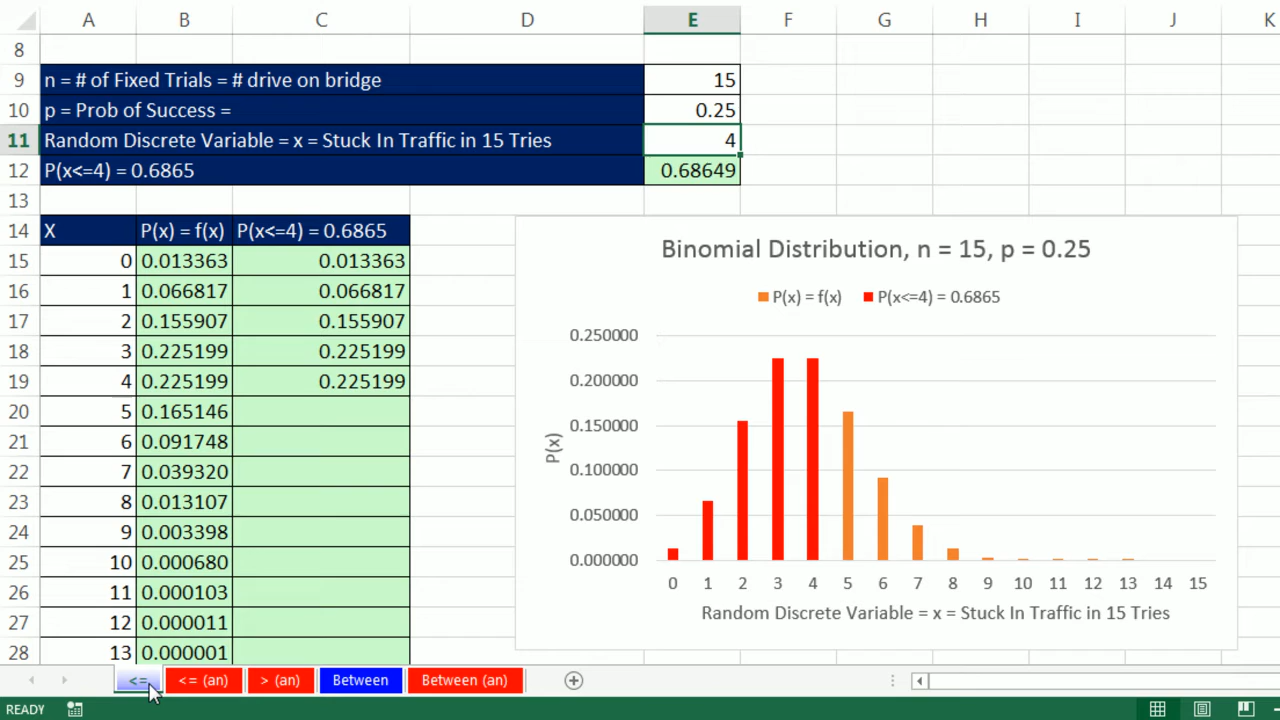 A B C D E F G H I J K
8
9 n = # of Fixed Trials = # drive on bridge 15
10 p = Prob of Success = 0.25
11 Random Discrete Variable = x = Stuck In Traffic in 15 Tries 4
12 P(x<=4) = 0.6865 0.68649
13
14 X P(x) = f(x) P(x<=4) = 0.6865
15 0 0.013363 0.013363
16 1 0.066817 0.066817
17 2 0.155907 0.155907
18 3 0.225199 0.225199
19 4 0.225199 0.225199
20 5 0.165146
21 6 0.091748
22 7 0.039320
23 8 0.013107
24 9 0.003398
25 10 0.000680
26 11 0.000103
27 12 0.000011
28 13 0.000001
Binomial Distribution, n = 15, p = 0.25
P(x) = f(x) P(x<=4) = 0.6865
0.250000
0.200000
0.150000
0.100000
0.050000
0.000000
P(x)
0 1 2 3 4 5 6 7 8 9 10 11 12 13 14 15
Random Discrete Variable = x = Stuck In Traffic in 15 Tries
<= <= (an) > (an) Between Between (an)
READY